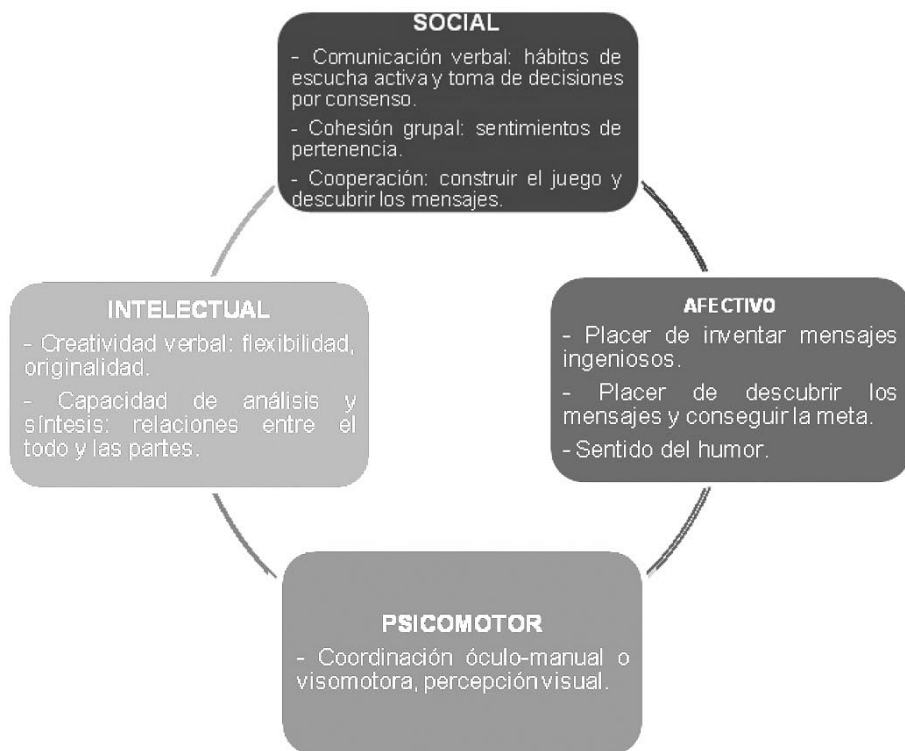 SOCIAL
- Comunicación verbal: hábitos de
escucha activa y toma de decisiones
por consenso.
- Cohesión grupal: sentimientos de
pertenencia.
- Cooperación: construir el juego y
descubrir los mensajes.
INTELECTUAL
- Creatividad verbal: flexibilidad,
originalidad.
- Capacidad de análisis y
síntesis: relaciones entre el
todo y las partes.
AFECTIVO
- Placer de inventar mensajes
ingeniosos.
- Placer de descubrir los
mensajes y conseguir la meta.
- Sentido del humor.
PSICOMOTOR
- Coordinación óculo-manual o
visomotora, percepción visual.